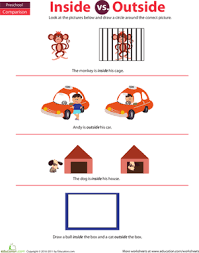 Preschool
Comparison
Inside vs. Outside
Look at the pictures below and draw a circle around the correct picture.
The monkey is inside his cage.
Andy is outside his car.
The dog is inside his house.
Draw a ball inside the box and a cat outside the box.